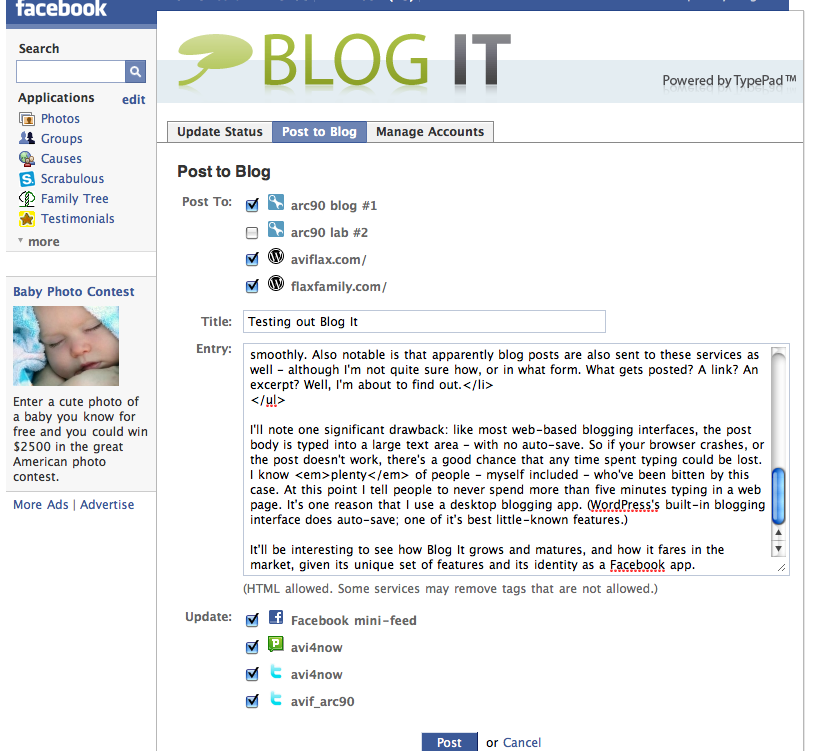 facebook
Search
Applications
edit
Photos
Groups
Causes
Scrabulous
Family Tree
Testimonials
more
Baby Photo Contest
Enter a cute photo of
a baby you know for
free and you could win
$2500 in the great
American photo
contest.
More Ads | Advertise
BLOG IT
Powered by TypePad™
Update Status
Post to Blog
Manage Accounts
Post to Blog
Post To:
arc90 blog #1
arc90 lab #2
aviflax.com/
flaxfamily.com/
Title:
Testing out Blog It
Entry:
smoothly. Also notable is that apparently blog posts are also sent to these services as
well - although I'm not quite sure how, or in what form. What gets posted? A link? An
excerpt? Well, I'm about to find out.</li>
</ul>
I'll note one significant drawback: like most web-based blogging interfaces, the post
body is typed into a large text area - with no auto-save. So if your browser crashes, or
the post doesn't work, there's a good chance that any time spent typing could be lost.
I know <em>plenty</em> of people - myself included - who've been bitten by this
case. At this point I tell people to never spend more than five minutes typing in a web
page. It's one reason that I use a desktop blogging app. (WordPress's built-in blogging
interface does auto-save; one of it's best little-known features.)
It'll be interesting to see how Blog It grows and matures, and how it fares in the
market, given its unique set of features and its identity as a Facebook app.
(HTML allowed. Some services may remove tags that are not allowed.)
Update:
Facebook mini-feed
avi4now
avi4now
avif_arc90
Post or Cancel